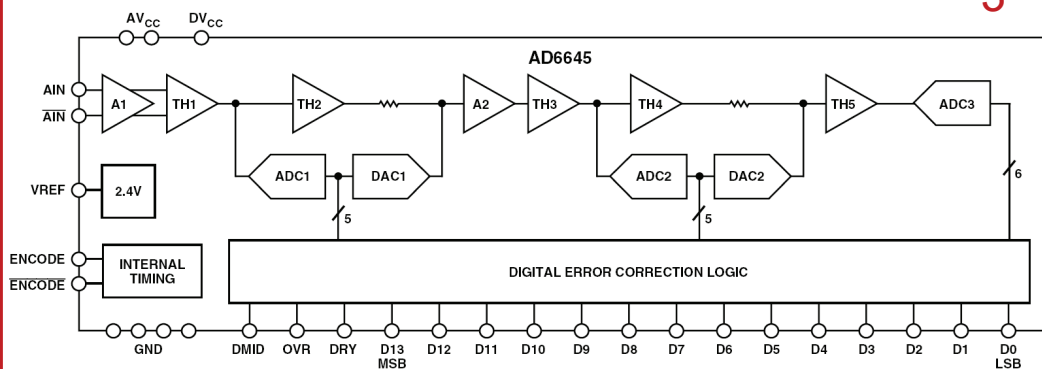 AVCC DVCC
AD6645
AIN
AIN
A1 TH1 TH2 A2 TH3 TH4 TH5 ADC3
ADC1 DAC1 ADC2 DAC2
VREF 2.4V
5 5 6
ENCODE
ENCODE
INTERNAL
TIMING
DIGITAL ERROR CORRECTION LOGIC
GND DMID OVR DRY D13 D12 D11 D10 D9 D8 D7 D6 D5 D4 D3 D2 D1 D0
MSB LSB